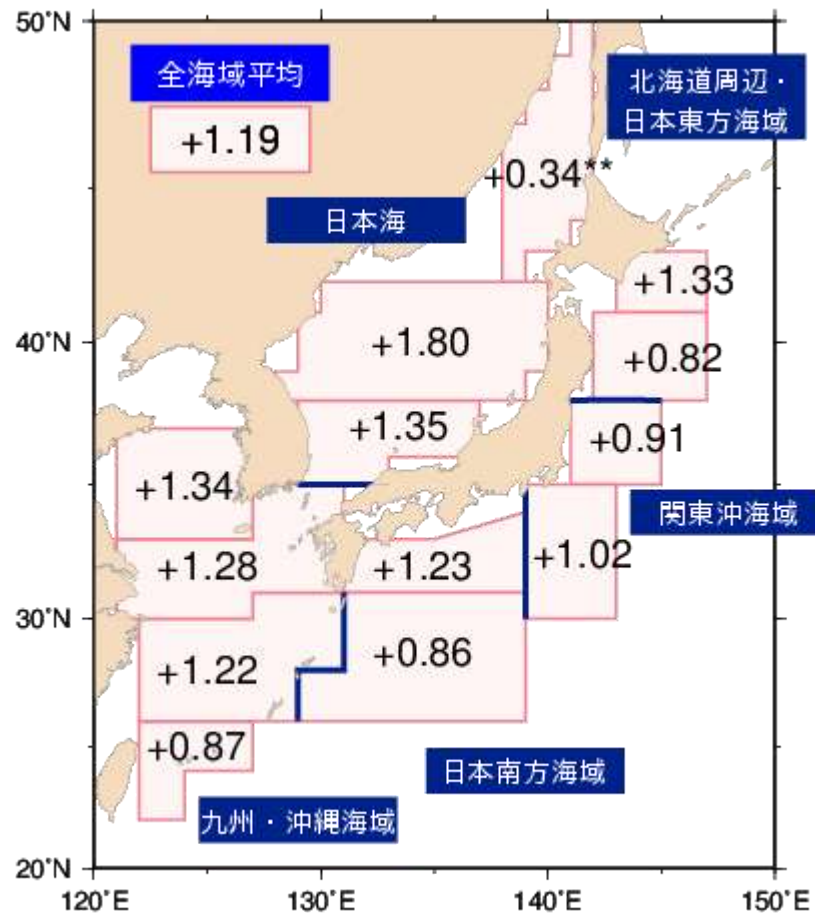 50°N
全海域平均
+1.19
北海道周辺・
日本東方海域
+0.34**
日本海
+1.33
40°N
+1.80
+0.82
+1.35
+0.91
+1.34
関東沖海域
+1.28
+1.23
+1.02
30°N
+1.22
+0.86
+0.87
日本南方海域
九州・沖縄海域
20°N
120°E
130°E
140°E
150°E